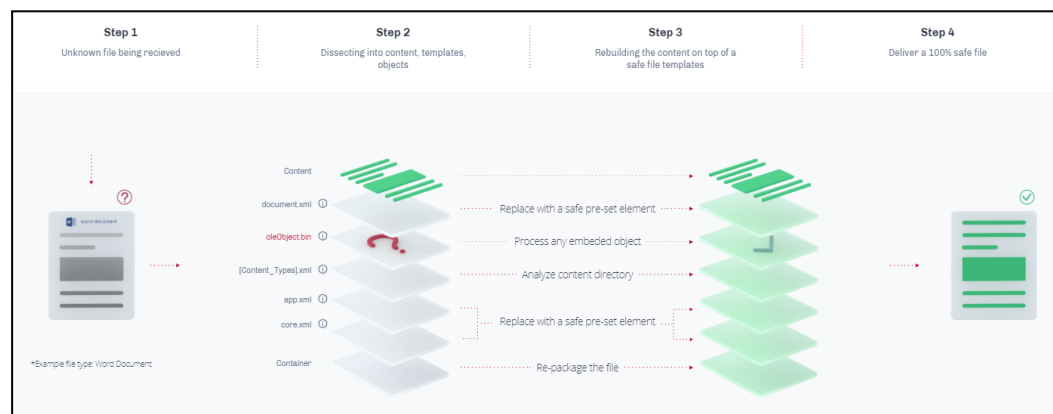 Step 1
Unknown file being recieved
Step 2
Dissecting into content, templates,
objects
Step 3
Rebuilding the content on top of a
safe file templates
Step 4
Deliver a 100% safe file
word document
*Example file type: Word Document
Content
document.xml
oleObject.bin
[Content_Types].xml
app.xml
core.xml
Container
Replace with a safe pre-set element
Process any embeded object
Analyze content directory
Replace with a safe pre-set element
Re-package the file